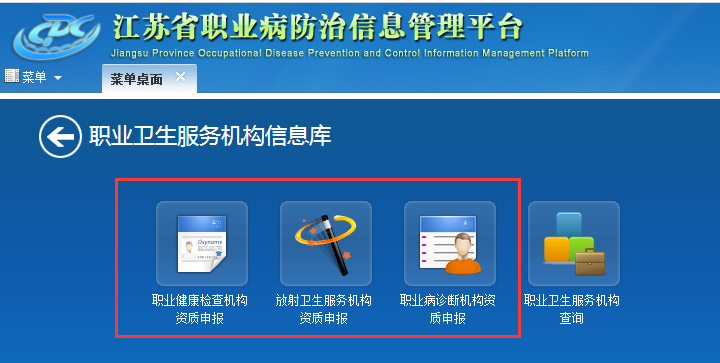 CDC
江苏省职业病防治信息管理平台
Jiangsu Province Occupational Disease Prevention and Control Information Management Platform
菜单
菜单桌面
职业卫生服务机构信息库
Oxyname
职业健康检查机构
资质申报
放射卫生服务机构
资质申报
职业病诊断机构资
质申报
职业卫生服务机构
查询